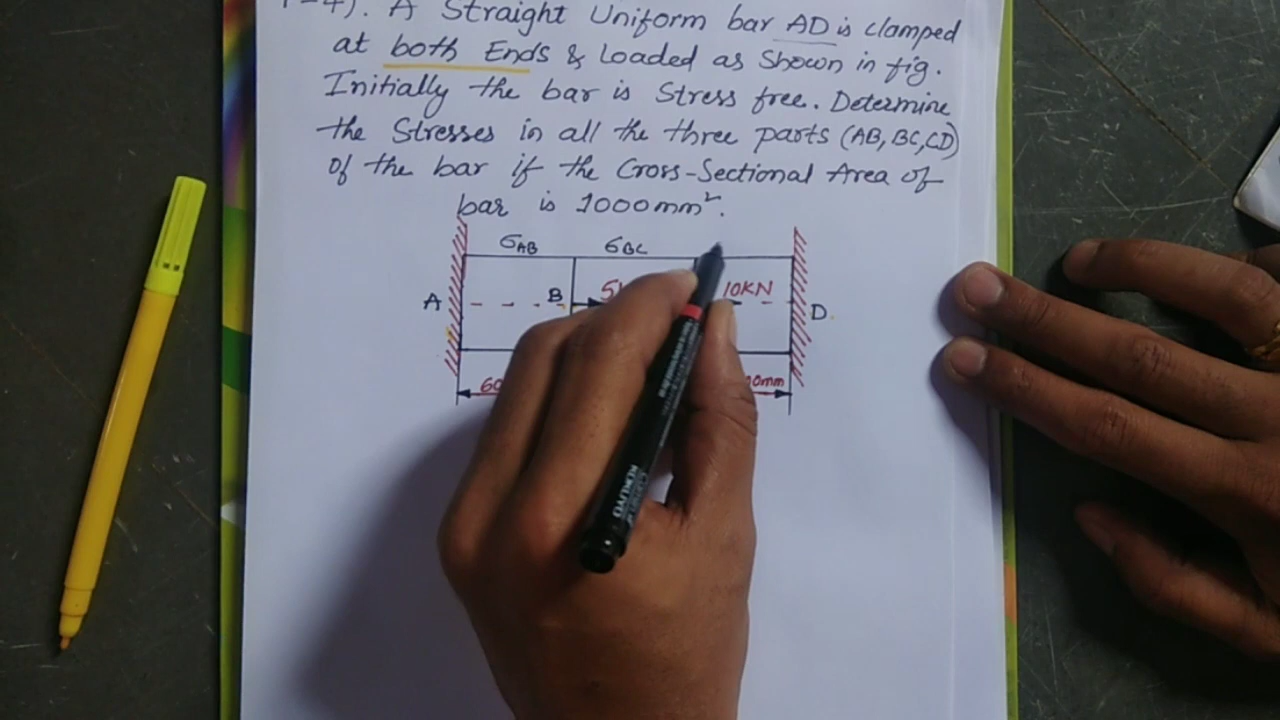 A Straight Uniform bar AD is clamped
at both Ends & loaded as Shown in fig.
Initially the bar is Stress free. Determine
the Stresses in all the three parts (AB, BC, CD)
of the bar if the Cross-Sectional Area of
bar is 1000mm².
σAB σBC
A B 10KN D
KOKUYO